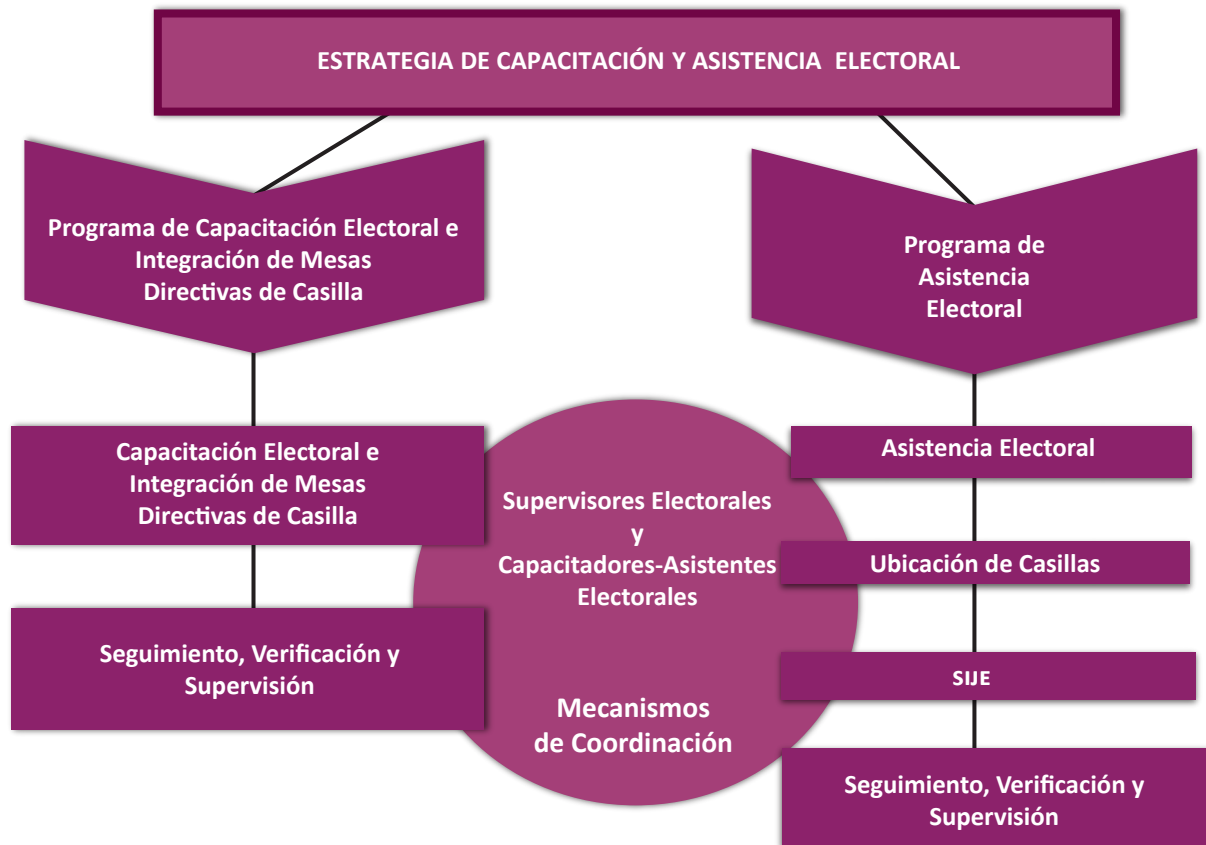 ESTRATEGIA DE CAPACITACIÓN Y ASISTENCIA ELECTORAL
Programa de Capacitación Electoral e
Integración de Mesas
Directivas de Casilla
Programa de
Asistencia
Electoral
Capacitación Electoral e
Integración de Mesas
Directivas de Casilla
Seguimiento, Verificación y
Supervisión
Supervisores Electorales
y
Capacitadores-Asistentes
Electorales
Mecanismos
de Coordinación
Asistencia Electoral
Ubicación de Casillas
SIJE
Seguimiento, Verificación y
Supervisión